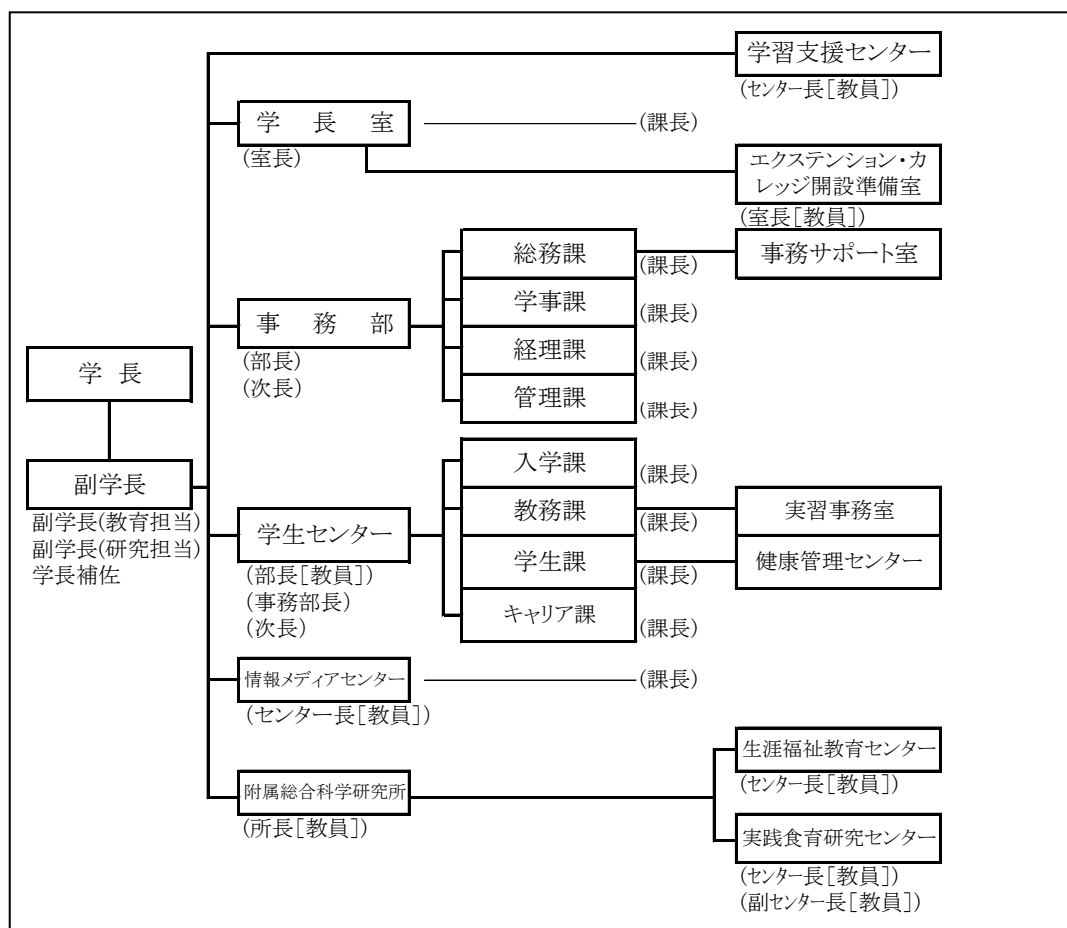 学習支援センター
(センター長[教員])
学 長 室
(課長)
(室長)
エクステンション・カ
レッジ開設準備室
(室長[教員])
総務課
(課長)
事務サポート室
学事課
(課長)
事 務 部
(部長)
(次長)
経理課
(課長)
管理課
(課長)
学 長
副学長
副学長(教育担当)
副学長(研究担当)
学長補佐
入学課
(課長)
教務課
(課長)
実習事務室
学生センター
(部長[教員])
(事務部長)
(次長)
学生課
(課長)
健康管理センター
キャリア課
(課長)
情報メディアセンター
(課長)
(センター長[教員])
附属総合科学研究所
(所長[教員])
生涯福祉教育センター
(センター長[教員])
実践食育研究センター
(センター長[教員])
(副センター長[教員])